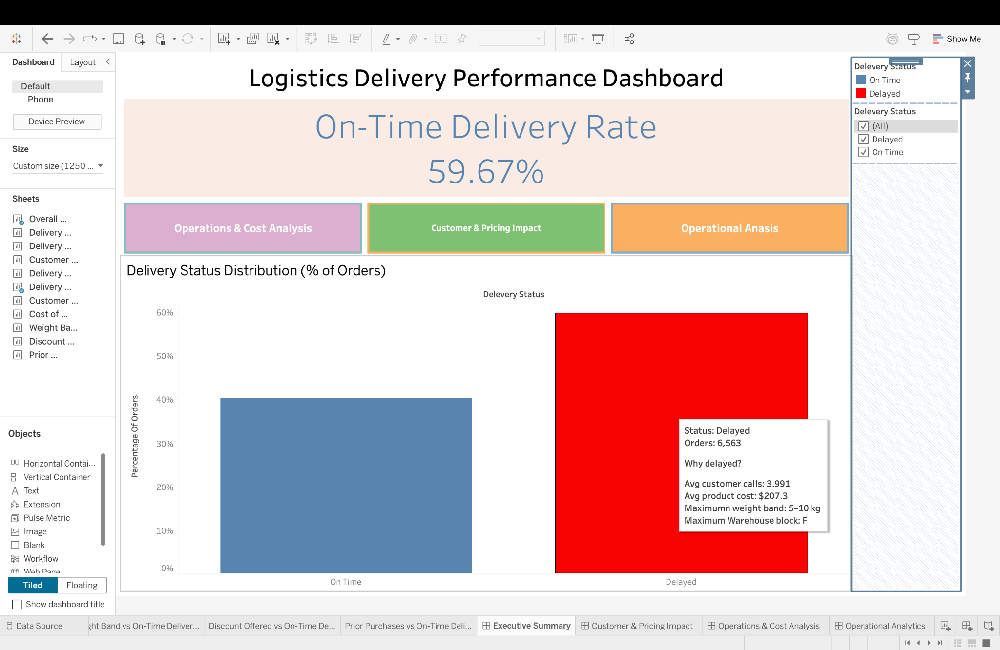 Show Me
Dashboard
Layout
Default
Phone
Device Preview
Size
Custom size (1250 ...
Sheets
Overall ...
Delivery ...
Delivery ...
Customer ...
Delivery ...
Delivery ...
Customer ...
Cost of ...
Weight Ba...
Discount ...
Prior ...
Objects
Horizontal Contai...
Vertical Container
Text
Extension
Pulse Metric
Image
Blank
Workflow
Web Page
Tiled
Floating
Show dashboard title
Logistics Delivery Performance Dashboard
On-Time Delivery Rate
59.67%
Operations & Cost Analysis
Customer & Pricing Impact
Operational Anasis
Delivery Status Distribution (% of Orders)
Delevery Status
Percentage Of Orders
60%
50%
40%
30%
20%
10%
0%
On Time
Delayed
Status: Delayed
Orders: 6,563
Why delayed?
Avg customer calls: 3.991
Avg product cost: $207.3
Maximumn weight band: 5–10 kg
Maximum Warehouse block: F
Delevery Status
On Time
Delayed
Delevery Status
(All)
Delayed
On Time
Data Source
ght Band vs On-Time Deliver...
Discount Offered vs On-Time De...
Prior Purchases vs On-Time Deli...
Executive Summary
Customer & Pricing Impact
Operations & Cost Analysis
Operational Analytics